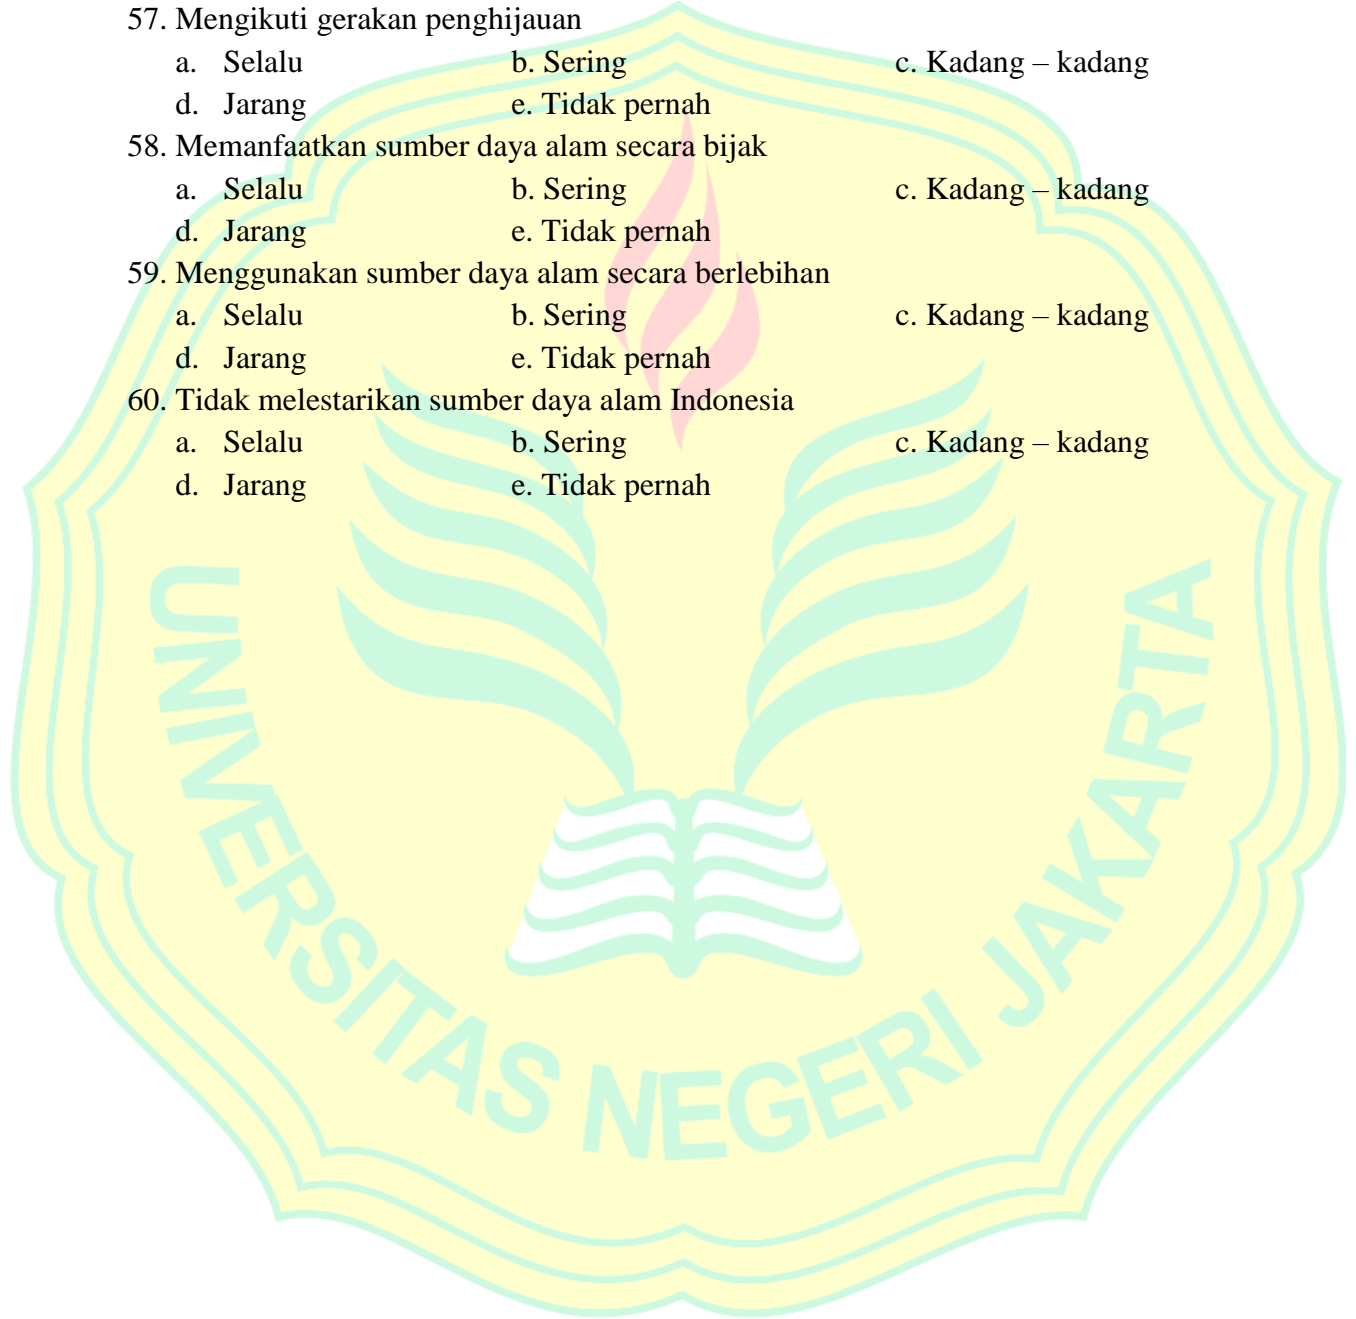 57. Mengikuti gerakan penghijauan
a. Selalu b. Sering c. Kadang – kadang
d. Jarang e. Tidak pernah
58. Memanfaatkan sumber daya alam secara bijak
a. Selalu b. Sering c. Kadang – kadang
d. Jarang e. Tidak pernah
59. Menggunakan sumber daya alam secara berlebihan
a. Selalu b. Sering c. Kadang – kadang
d. Jarang e. Tidak pernah
60. Tidak melestarikan sumber daya alam Indonesia
a. Selalu b. Sering c. Kadang – kadang
d. Jarang e. Tidak pernah
UNIVERSITAS NEGERI JAKARTA